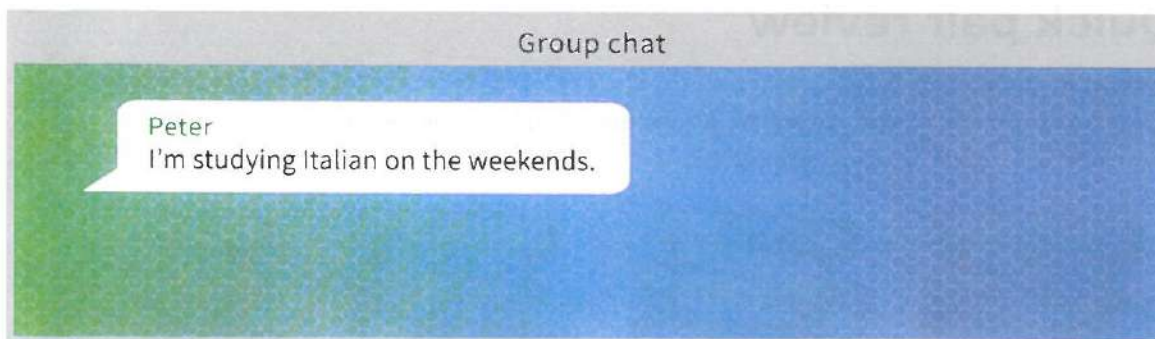 Group chat
Peter
I'm studying Italian on the weekends.